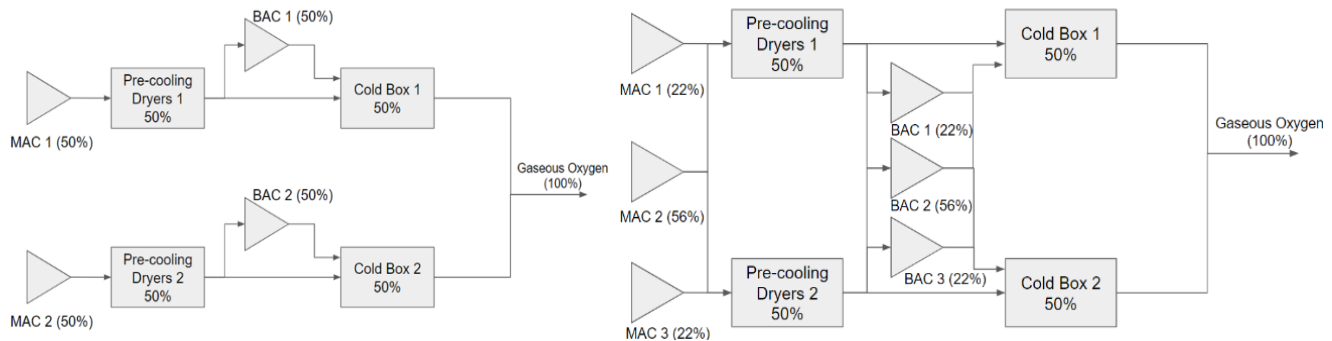 BAC 1 (50%)
Pre-cooling
Dryers 1
50%
Cold Box 1
50%
MAC 1 (50%)
Gaseous Oxygen
(100%)
BAC 2 (50%)
Pre-cooling
Dryers 2
50%
Cold Box 2
50%
MAC 2 (50%)
Pre-cooling
Dryers 1
50%
Cold Box 1
50%
MAC 1 (22%)
BAC 1 (22%)
Gaseous Oxygen
(100%)
MAC 2 (56%)
BAC 2 (56%)
Pre-cooling
Dryers 2
50%
BAC 3 (22%)
Cold Box 2
50%
MAC 3 (22%)